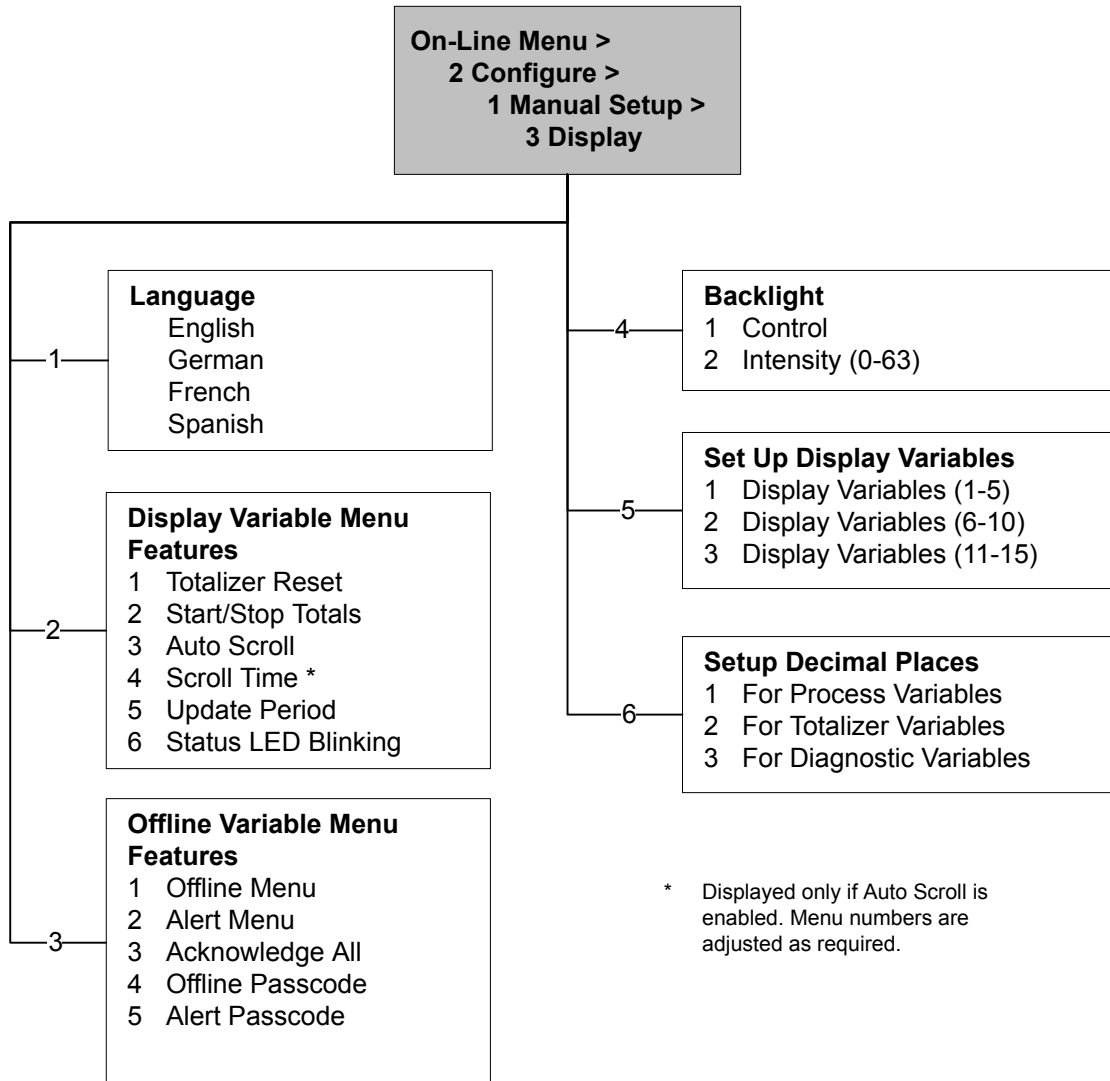 On-Line Menu >
2 Configure >
1 Manual Setup >
3 Display
1
Language
English
German
French
Spanish
2
Display Variable Menu
Features
1 Totalizer Reset
2 Start/Stop Totals
3 Auto Scroll
4 Scroll Time *
5 Update Period
6 Status LED Blinking
3
Offline Variable Menu
Features
1 Offline Menu
2 Alert Menu
3 Acknowledge All
4 Offline Passcode
5 Alert Passcode
4
Backlight
1 Control
2 Intensity (0-63)
5
Set Up Display Variables
1 Display Variables (1-5)
2 Display Variables (6-10)
3 Display Variables (11-15)
6
Setup Decimal Places
1 For Process Variables
2 For Totalizer Variables
3 For Diagnostic Variables
* Displayed only if Auto Scroll is
enabled. Menu numbers are
adjusted as required.